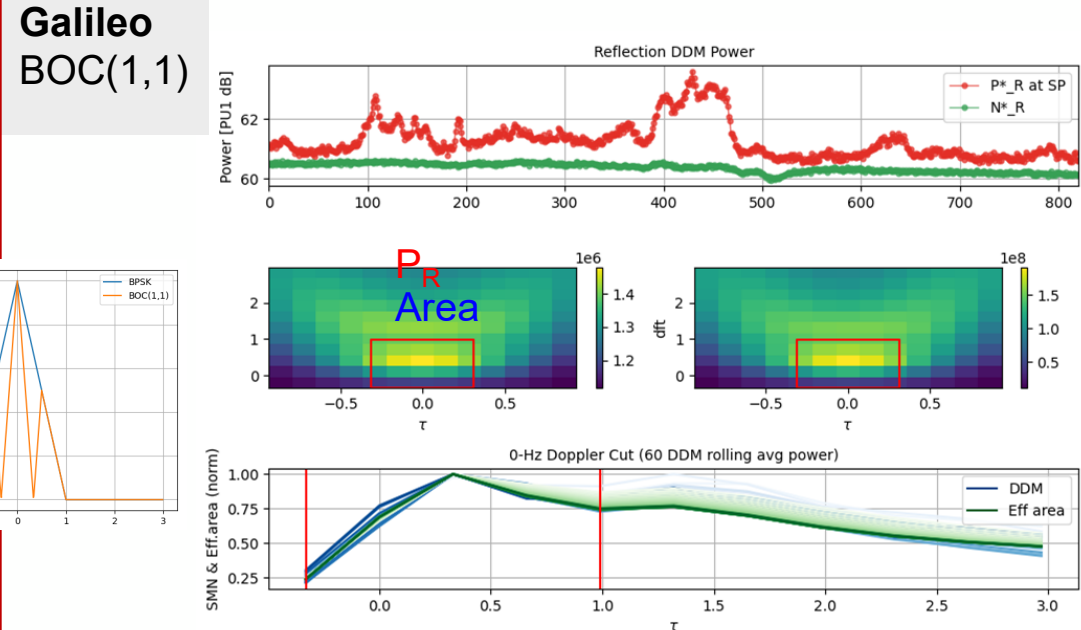 Galileo
BOC(1,1)
Reflection DDM Power
Power [PU1 dB]
62
60
P*_R at SP
N*_R
0 100 200 300 400 500 600 700 800
BPSK
BOC(1,1)
0 1 2 3
P_R
Area
1e6
2
1
0
1.4
1.3
1.2
−0.5 0.0 0.5
τ
1e8
dft
2
1
0
1.5
1.0
0.5
−0.5 0.0 0.5
τ
0-Hz Doppler Cut (60 DDM rolling avg power)
SMN & Eff.area (norm)
1.00
0.75
0.50
0.25
DDM
Eff area
0.0 0.5 1.0 1.5 2.0 2.5 3.0
τ